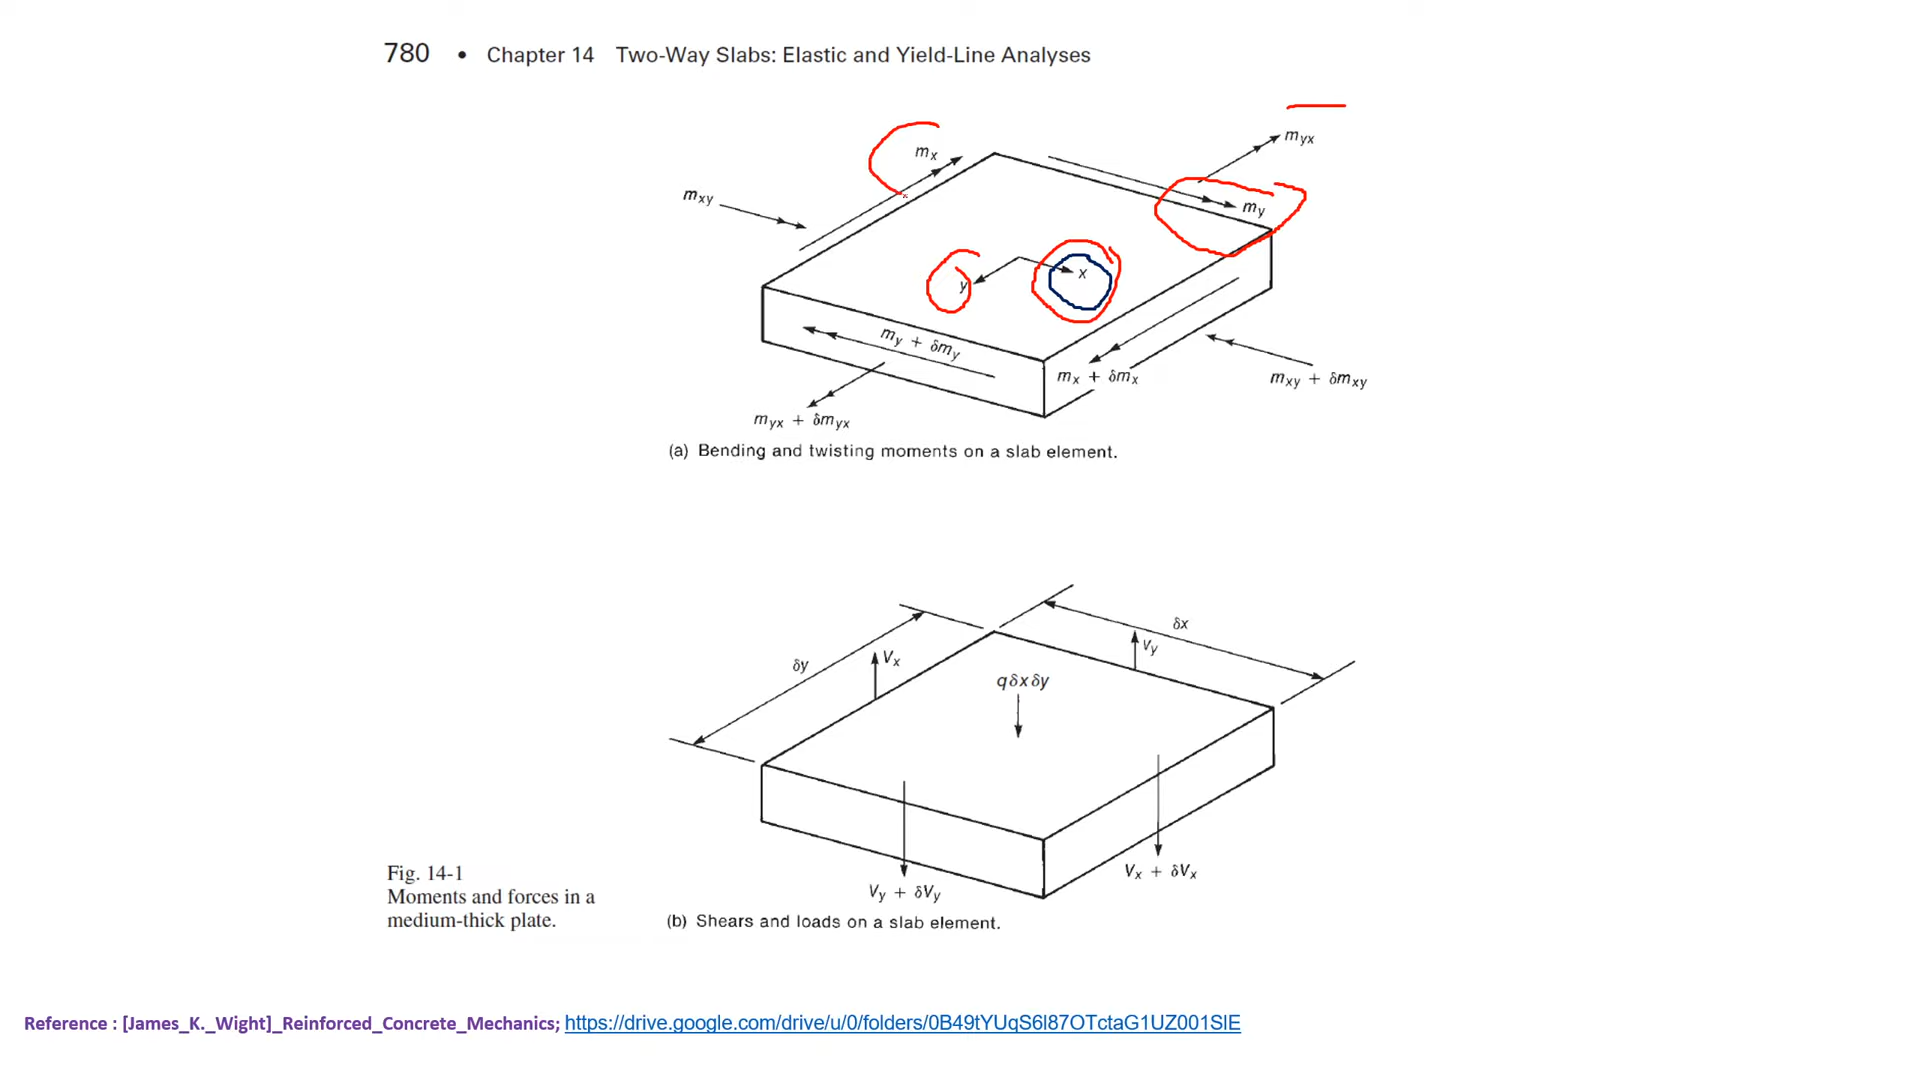 780 • Chapter 14 Two-Way Slabs: Elastic and Yield-Line Analyses
myx
mx
mxy
my
x
y
my + δmy
mx + δmx
mxy + δmxy
myx + δmyx
(a) Bending and twisting moments on a slab element.
δx
Vy
Vx
δy
qδxδy
Vx + δVx
Vy + δVy
Fig. 14-1
Moments and forces in a
medium-thick plate.
(b) Shears and loads on a slab element.
Reference : [James_K._Wight]_Reinforced_Concrete_Mechanics; https://drive.google.com/drive/u/0/folders/0B49tYUqS6l87OTctaG1UZ001SlE